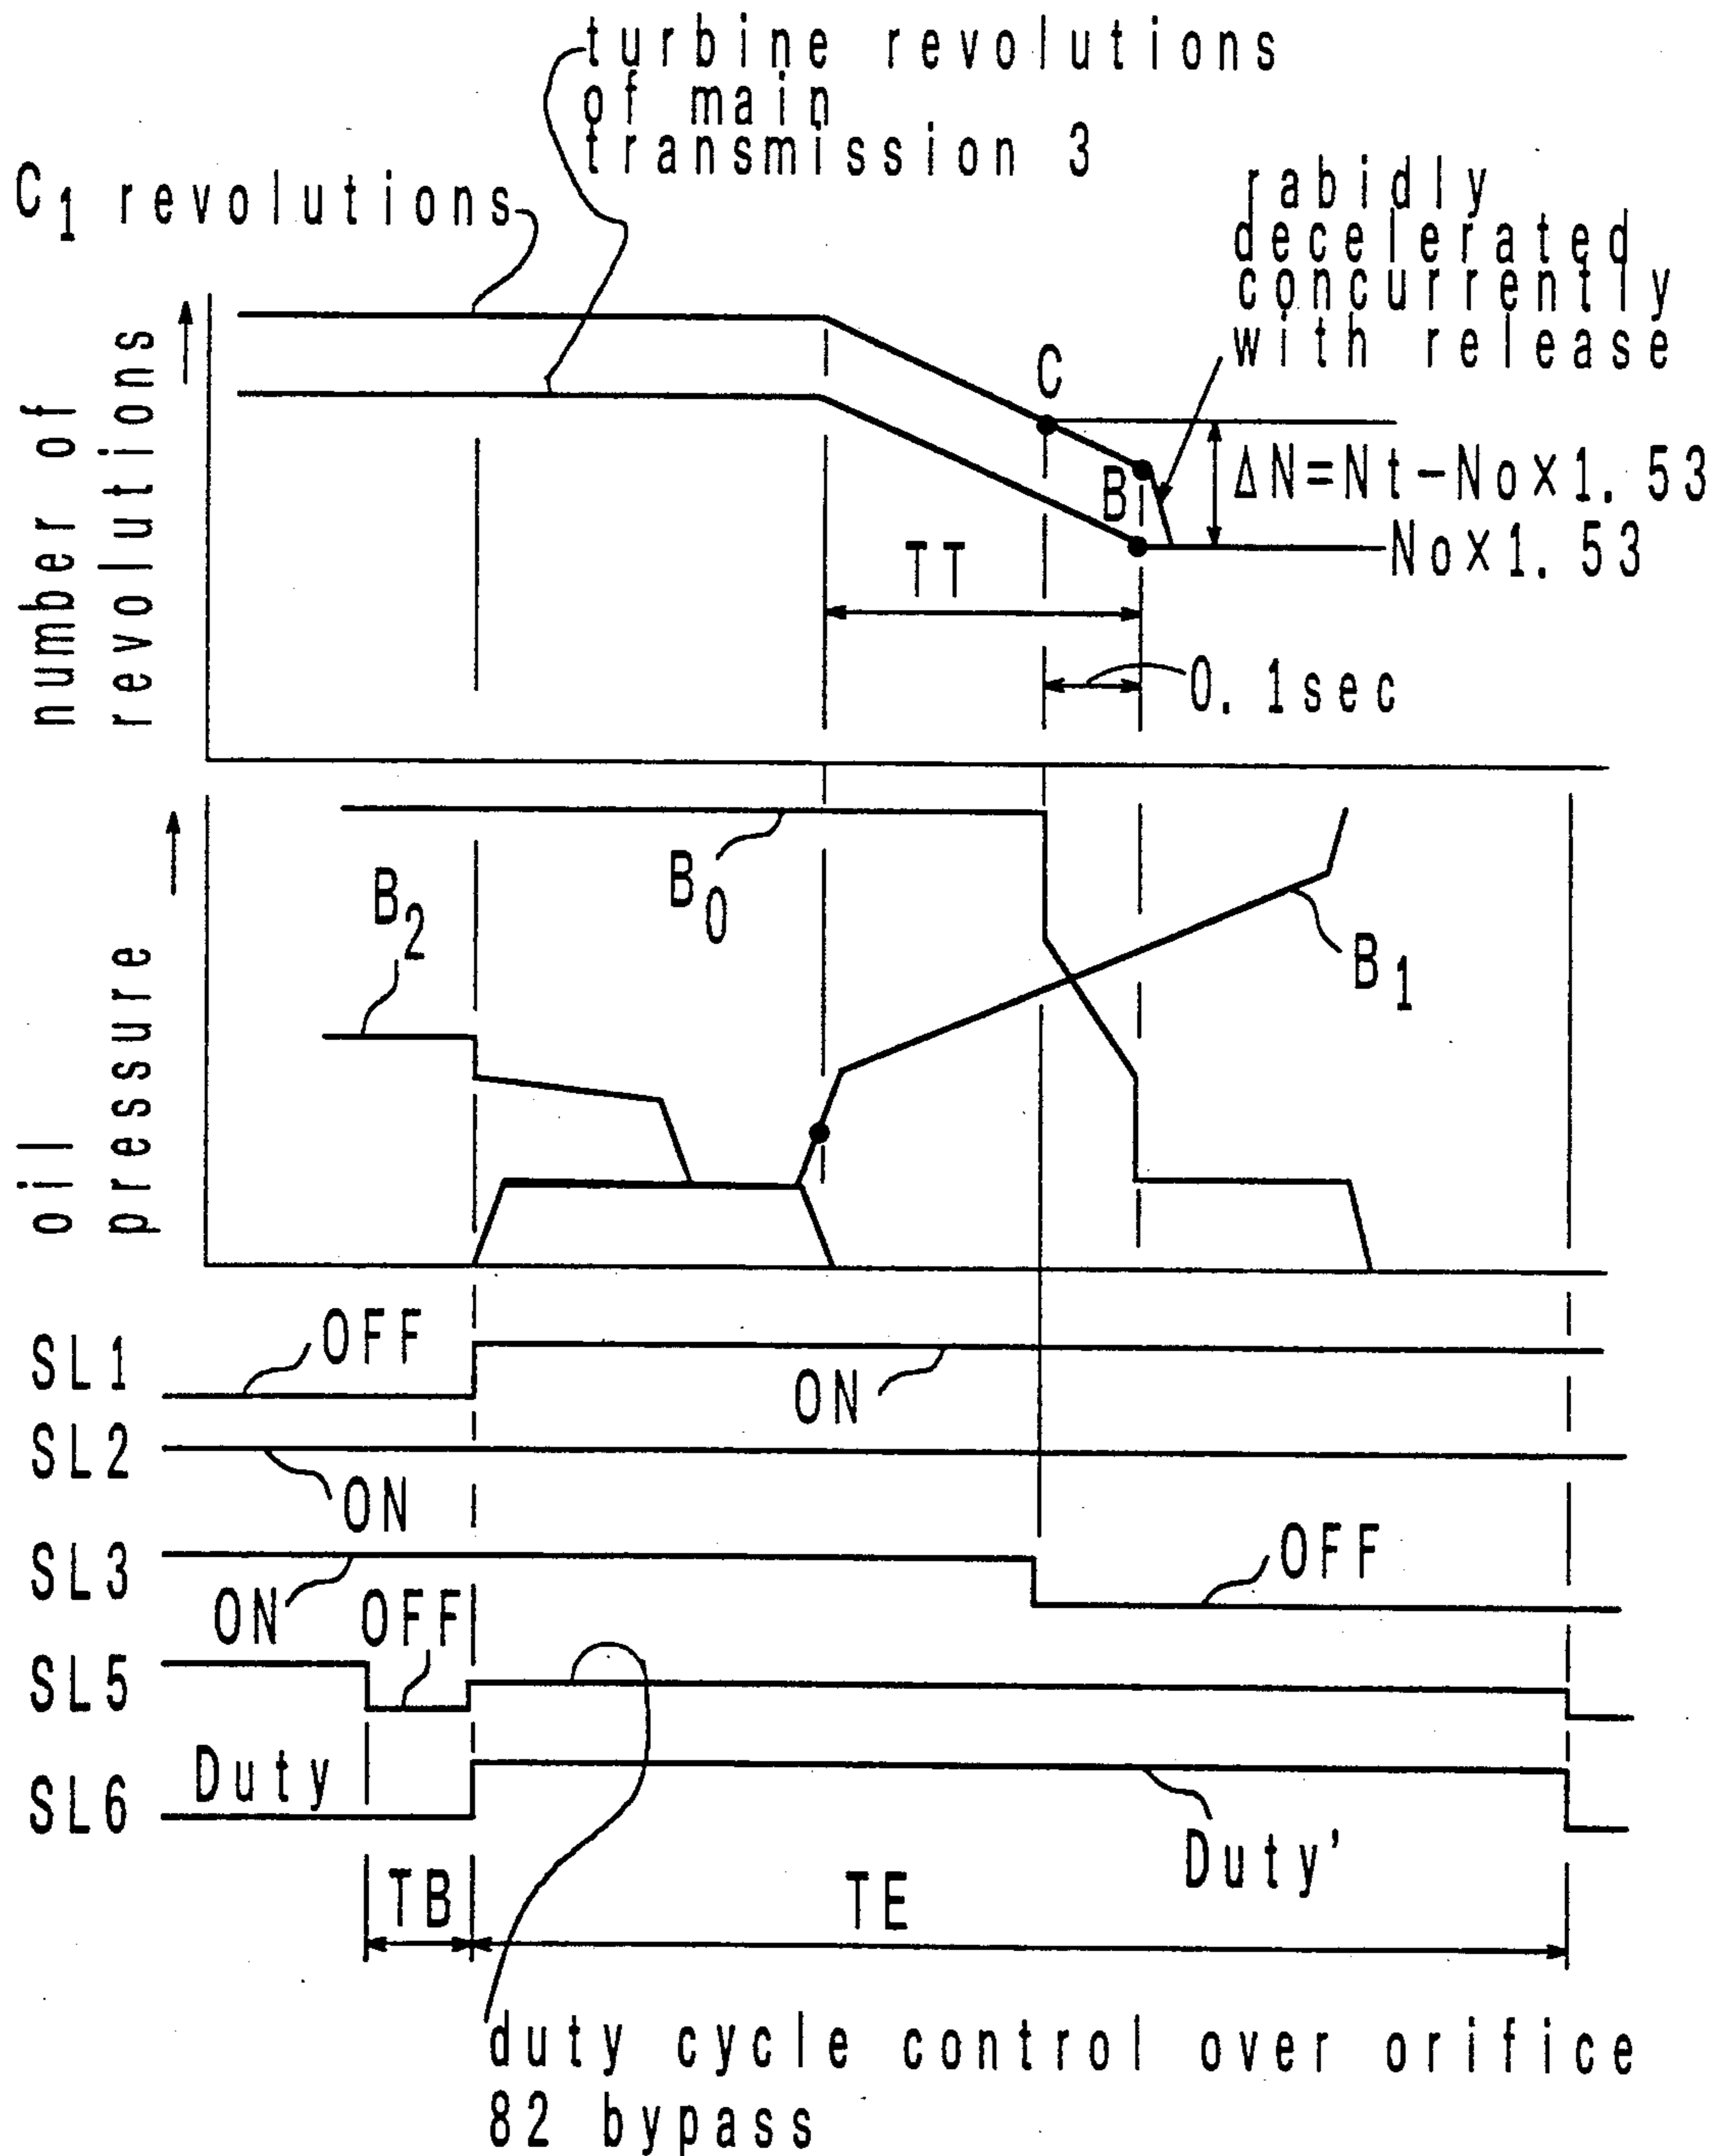 turbine revolutions
of main
transmission 3
C1 revolutions
rabidly
decelerated
concurrently
with release
number of
revolutions
C
B
ΔN=Nt-No×1.53
No×1.53
TT
0.1sec
oil
pressure
B2
B0
B1
SL1
OFF
ON
SL2
ON
SL3
ON
OFF
SL5
OFF
SL6
Duty
Duty'
TB
TE
duty cycle control over orifice
82 bypass